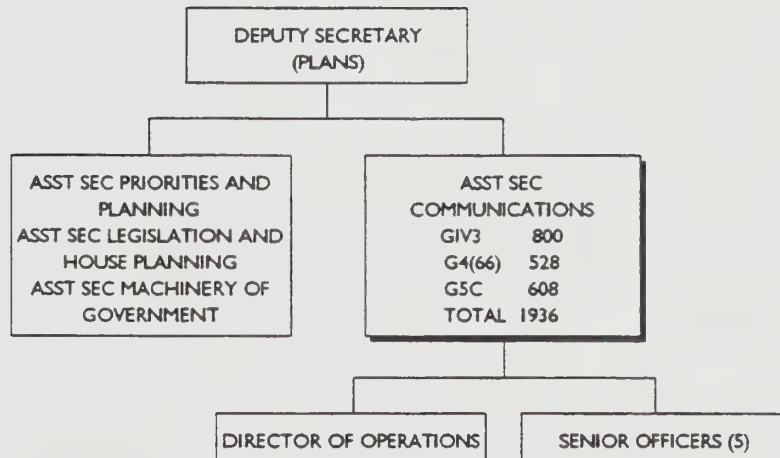 DEPUTY SECRETARY
(PLANS)
ASST SEC PRIORITIES AND
PLANNING
ASST SEC LEGISLATION AND
HOUSE PLANNING
ASST SEC MACHINERY OF
GOVERNMENT
ASST SEC
COMMUNICATIONS
GIV3 800
G4(66) 528
G5C 608
TOTAL 1936
DIRECTOR OF OPERATIONS
SENIOR OFFICERS (5)